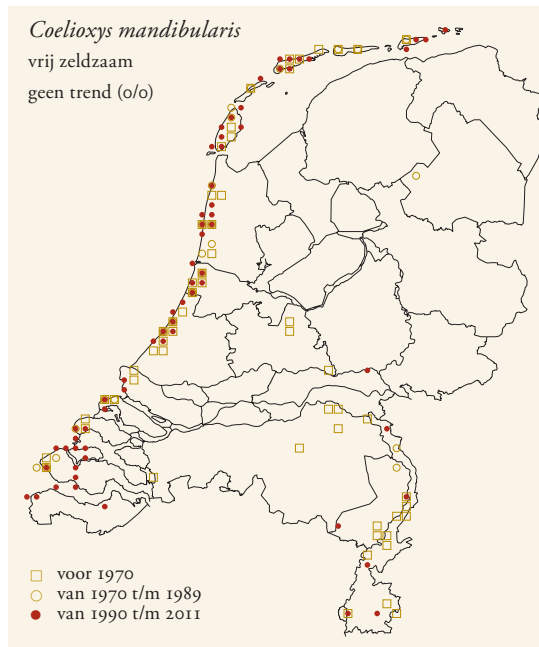 Coelioxys mandibularis
vrij zeldzaam
geen trend (0/0)
voor 1970
van 1970 t/m 1989
van 1990 t/m 2011